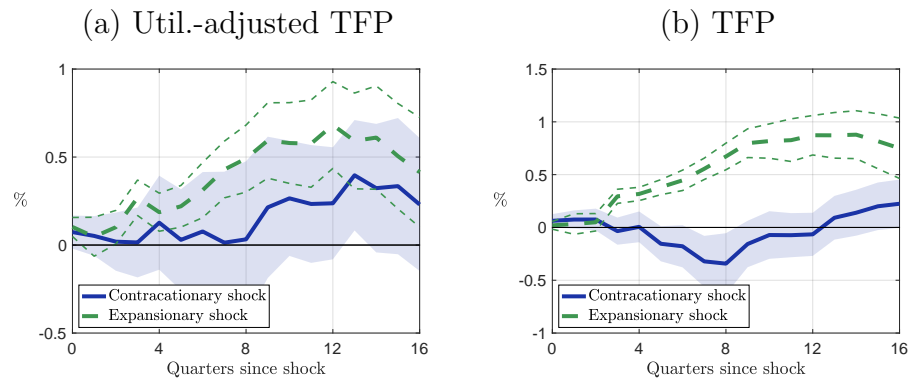 (a) Util.-adjusted TFP
1
0.5
%
0
-0.5
Contracationary shock
Expansionary shock
0 4 8 12 16
Quarters since shock
(b) TFP
1.5
1
0.5
%
0
-0.5
-1
Contracationary shock
Expansionary shock
0 4 8 12 16
Quarters since shock